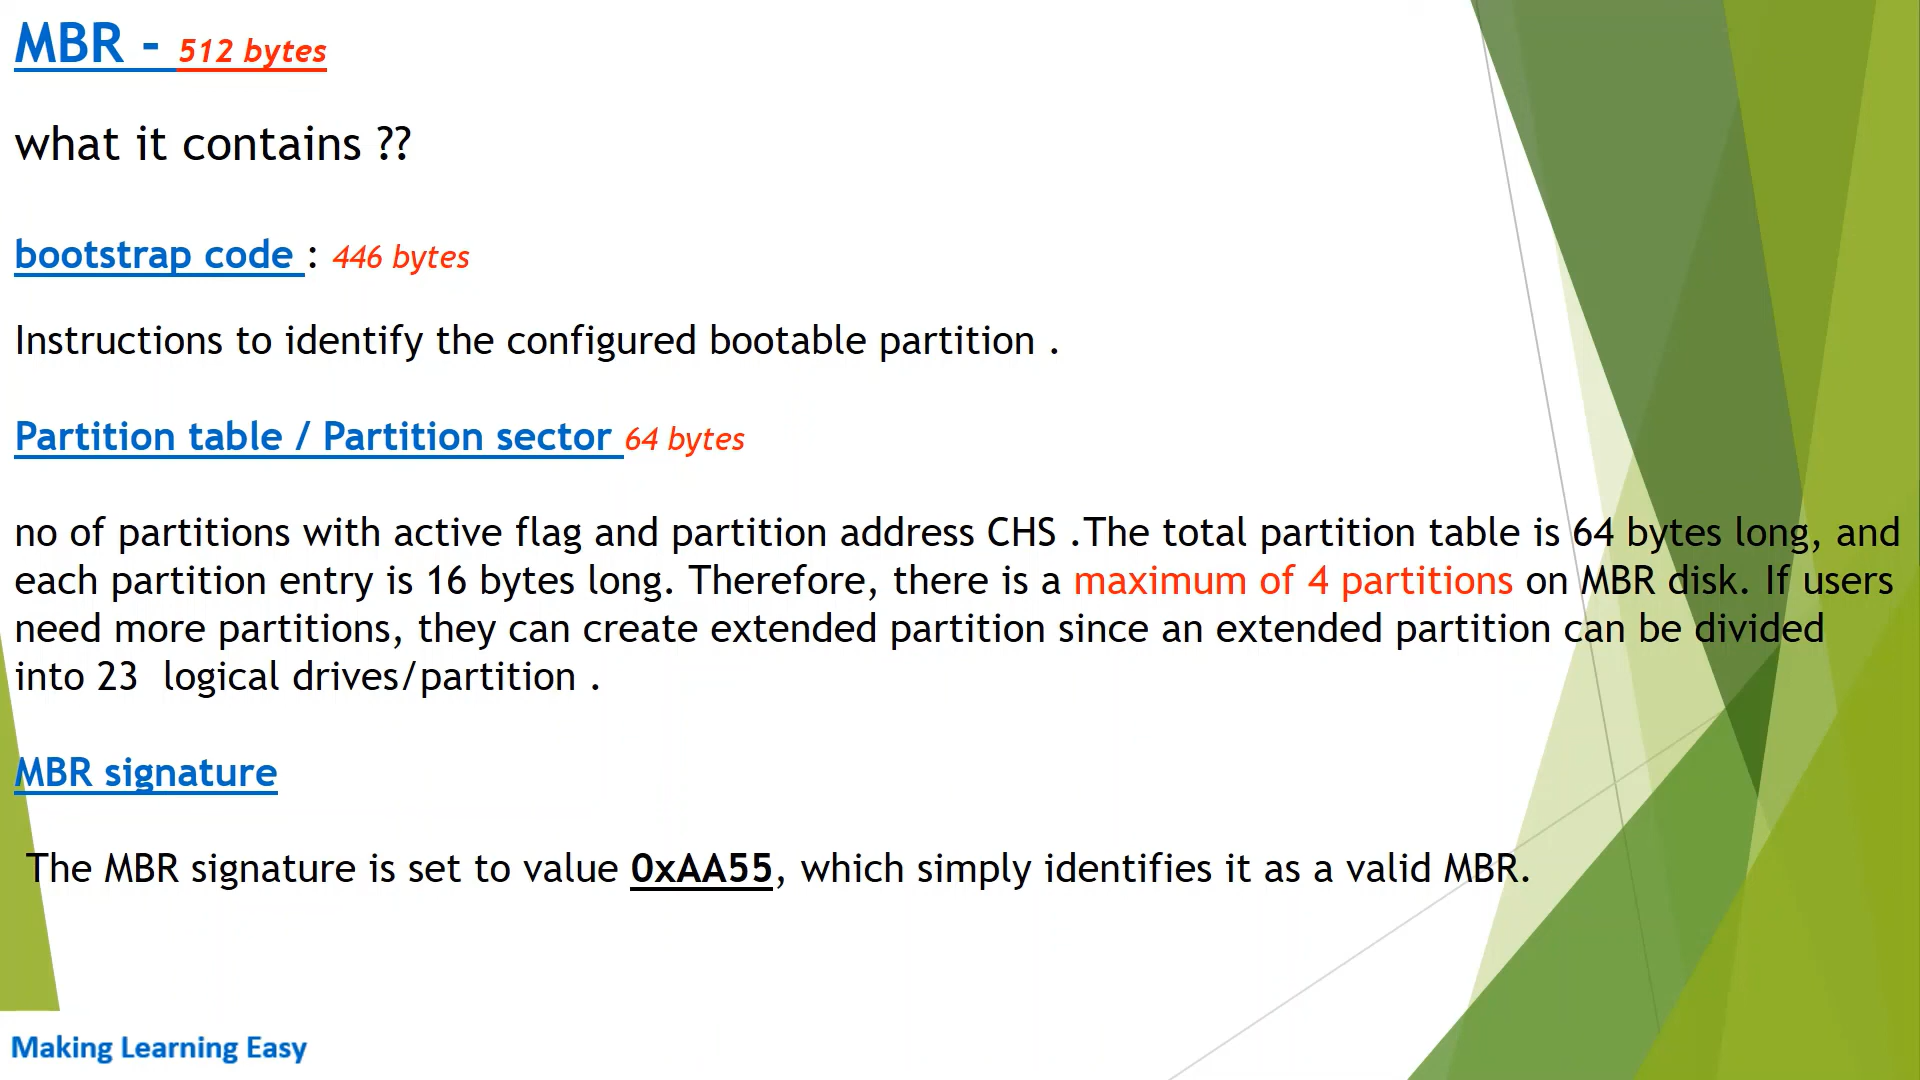 MBR - 512 bytes
what it contains ??
bootstrap code : 446 bytes
Instructions to identify the configured bootable partition .
Partition table / Partition sector 64 bytes
no of partitions with active flag and partition address CHS .The total partition table is 64 bytes long, and
each partition entry is 16 bytes long. Therefore, there is a maximum of 4 partitions on MBR disk. If users
need more partitions, they can create extended partition since an extended partition can be divided
into 23  logical drives/partition .
MBR signature
The MBR signature is set to value 0xAA55, which simply identifies it as a valid MBR.
Making Learning Easy